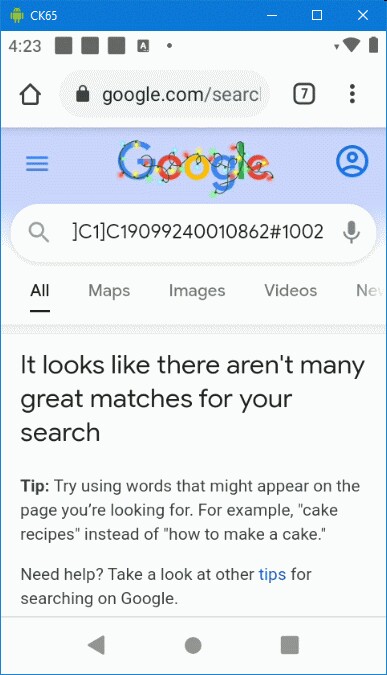 CK65
4:23
A
google.com/searc
7
Google
]C1]C19099240010862#1002
All Maps Images Videos Nev
It looks like there aren't many
great matches for your
search
Tip: Try using words that might appear on the
page you're looking for. For example, "cake
recipes" instead of "how to make a cake."
Need help? Take a look at other tips for
searching on Google.